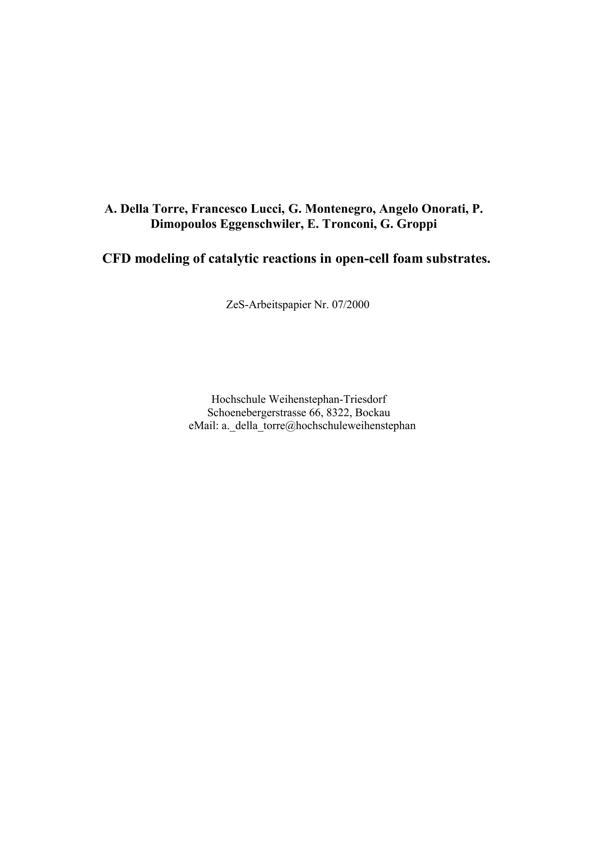 A. Della Torre, Francesco Lucci, G. Montenegro, Angelo Onorati, P.
Dimopoulos Eggenschwiler, E. Tronconi, G. Groppi
CFD modeling of catalytic reactions in open-cell foam substrates.
ZeS-Arbeitspapier Nr. 07/2000
Hochschule Weihenstephan-Triesdorf
Schoenebergerstrasse 66, 8322, Bockau
eMail: a._della_torre@hochschuleweihenstephan